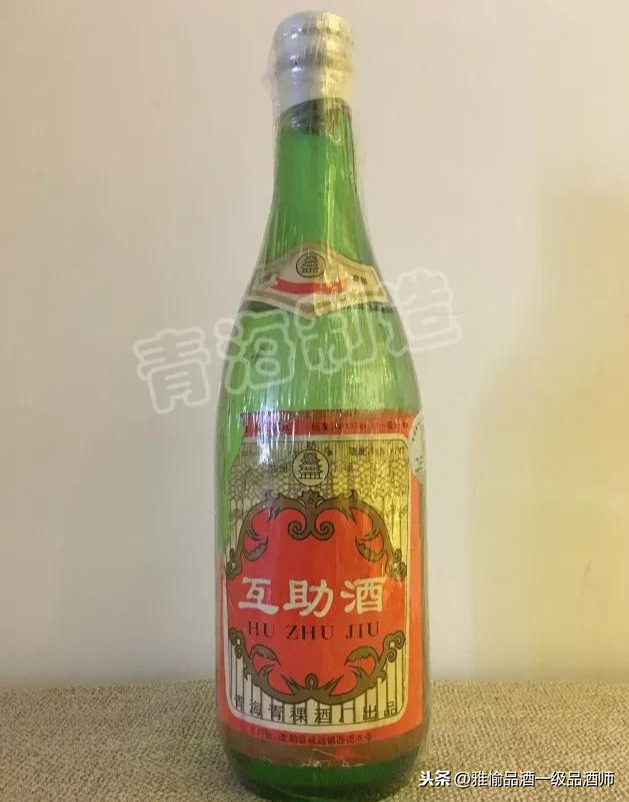 青海制造
互助酒
HU ZHU JIU
青海青稞酒厂出品
头条 @雅愉品酒一级品酒师